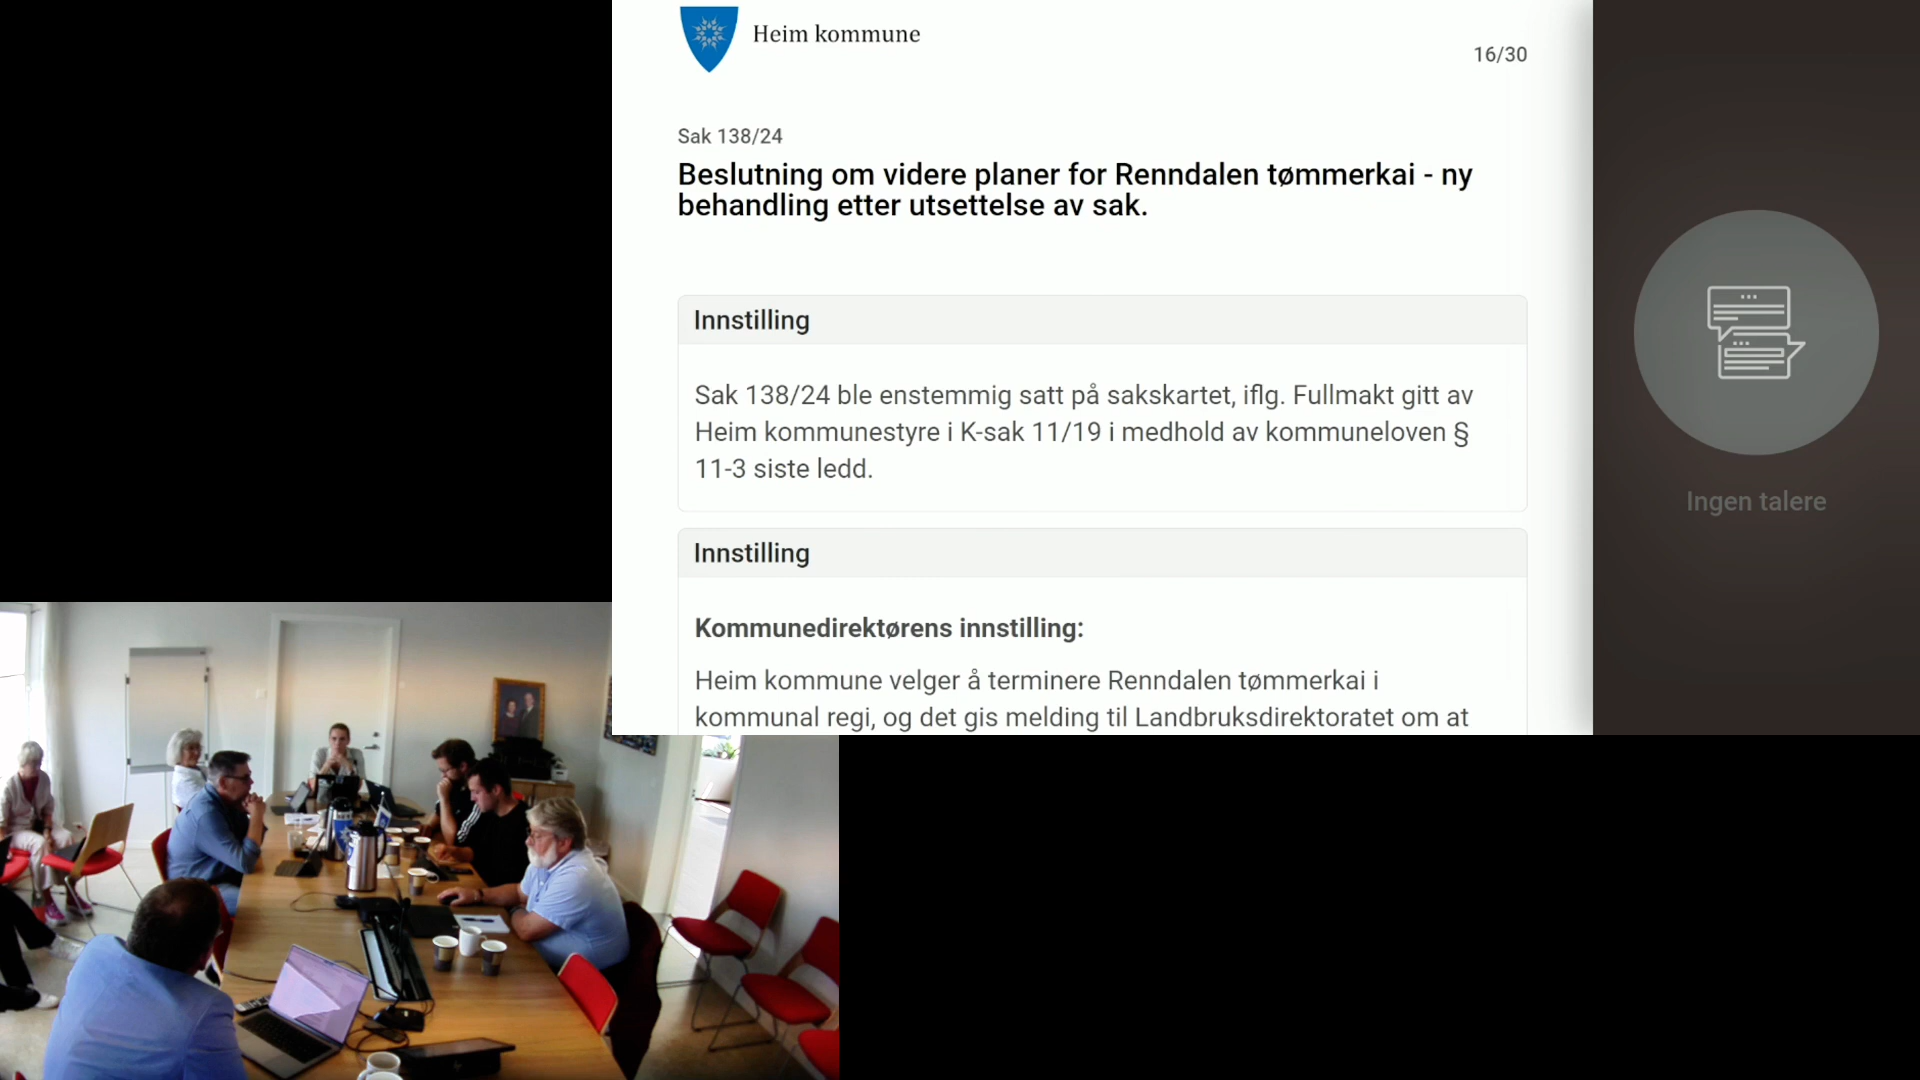 Heim kommune
16/30
Sak 138/24
Beslutning om videre planer for Renndalen tømmerkai - ny
behandling etter utsettelse av sak.
Innstilling
Sak 138/24 ble enstemmig satt på sakskartet, iflg. Fullmakt gitt av
Heim kommunestyre i K-sak 11/19 i medhold av kommuneloven §
11-3 siste ledd.
Innstilling
Kommunedirektørens innstilling:
Heim kommune velger å terminere Renndalen tømmerkai i
kommunal regi, og det gis melding til Landbruksdirektoratet om at
Ingen talere